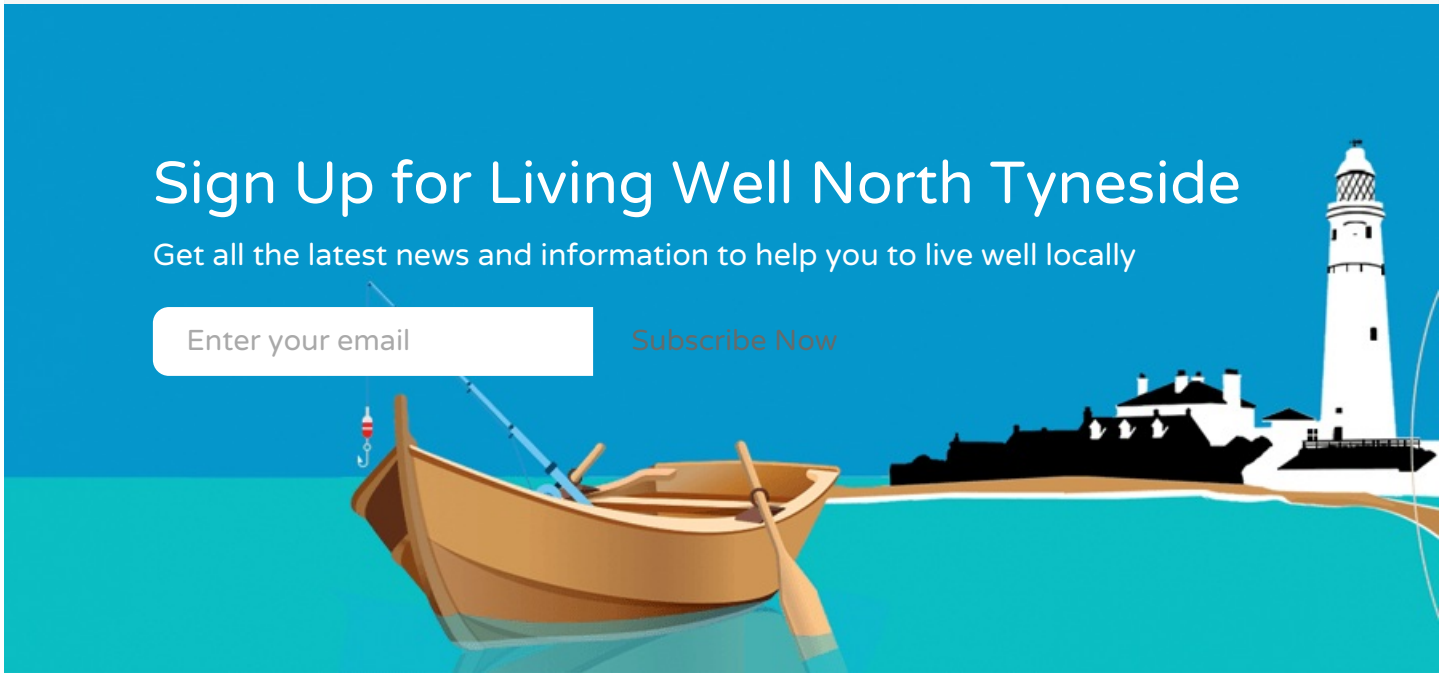 Sign Up for Living Well North Tyneside
Get all the latest news and information to help you to live well locally
Enter your email
Subscribe Now